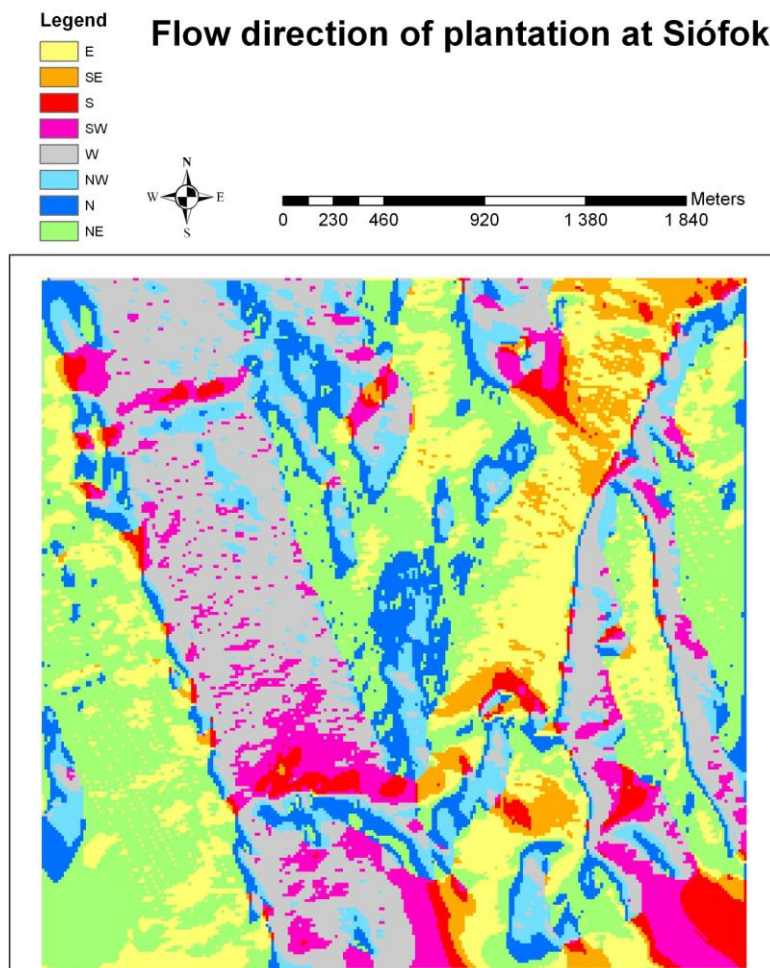 Legend
Flow direction of plantation at Siófok
E
SE
S
SW
W
NW
N
NE
N
W E
S
Meters
0 230 460 920 1 380 1 840